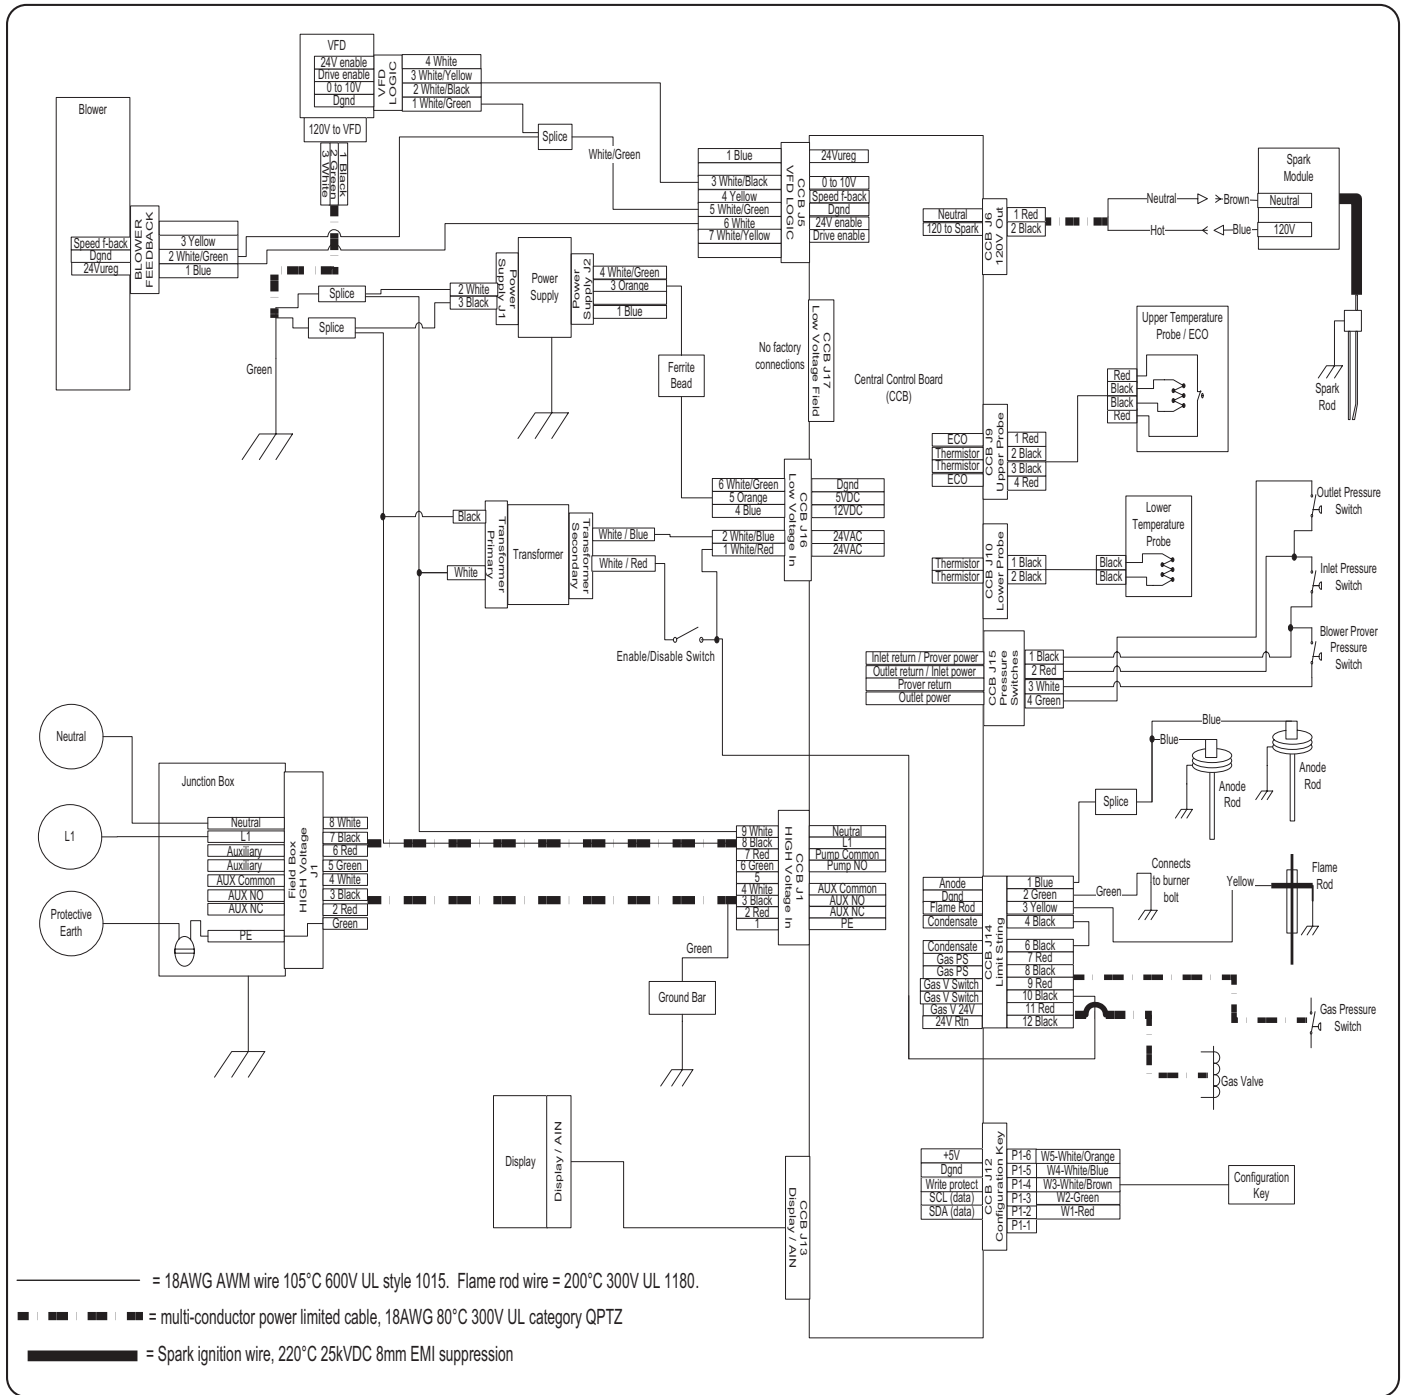 VFD
24V enable
Drive enable
0 to 10V
Dgnd
VFD LOGIC
4 White
3 White/Yellow
2 White/Black
1 White/Green
120V to VFD
1 Black
2 Green
3 White
Blower
Speed f-back
Dgnd
24Vureg
BLOWER FEEDBACK
3 Yellow
2 White/Green
1 Blue
Splice
White/Green
Splice
Splice
Green
2 White
3 Black
Power Supply J1
Power Supply
Power Supply J2
4 White/Green
3 Orange
1 Blue
Ferrite Bead
1 Blue
3 White/Black
4 Yellow
5 White/Green
6 White
7 White/Yellow
CCB J5
VFD LOGIC
24Vureg
0 to 10V
Speed f-back
Dgnd
24V enable
Drive enable
No factory connections
CCB J17
Low Voltage Field
Central Control Board
(CCB)
Neutral
120 to Spark
CCB J6
120V Out
1 Red
2 Black
Neutral
Brown
Hot
Blue
Spark Module
Neutral
120V
Spark Rod
Upper Temperature Probe / ECO
Red
Black
Black
Red
ECO
Thermistor
Thermistor
ECO
CCB J9
Upper Probe
1 Red
2 Black
3 Black
4 Red
Lower Temperature Probe
Black
Black
Thermistor
Thermistor
CCB J10
Lower Probe
1 Black
2 Black
Outlet Pressure Switch
Inlet Pressure Switch
Blower Prover Pressure Switch
Inlet return / Prover power
Outlet return / Inlet power
Prover return
Outlet power
CCB J15
Pressure Switches
1 Black
2 Red
3 White
4 Green
6 White/Green
5 Orange
4 Blue
2 White/Blue
1 White/Red
CCB J16
Low Voltage In
Dgnd
5VDC
12VDC
24VAC
24VAC
Black
White
Transformer Primary
Transformer
Transformer Secondary
White / Blue
White / Red
Enable/Disable Switch
Neutral
L1
Protective Earth
Junction Box
Neutral
L1
Auxiliary
Auxiliary
AUX Common
AUX NO
AUX NC
PE
Field Box
HIGH Voltage
J1
8 White
7 Black
6 Red
5 Green
4 White
3 Black
2 Red
Green
9 White
8 Black
7 Red
6 Green
5
4 White
3 Black
2 Red
1
CCB J1
HIGH Voltage In
Neutral
L1
Pump Common
Pump NO
AUX Common
AUX NO
AUX NC
PE
Green
Ground Bar
Blue
Blue
Anode Rod
Anode Rod
Splice
Connects to burner bolt
Green
Yellow
Flame Rod
Anode
Dgnd
Flame Rod
Condensate
Condensate
Gas PS
Gas PS
Gas V Switch
Gas V Switch
Gas V 24V
24V Rtn
CCB J14
Limit String
1 Blue
2 Green
3 Yellow
4 Black
6 Black
7 Red
8 Black
9 Red
10 Black
11 Red
12 Black
Gas Pressure Switch
Gas Valve
Display
Display / AIN
CCB J13
Display / AIN
+5V
Dgnd
Write protect
SCL (data)
SDA (data)
CCB J12
Configuration Key
P1-6 W5-White/Orange
P1-5 W4-White/Blue
P1-4 W3-White/Brown
P1-3 W2-Green
P1-2 W1-Red
P1-1
Configuration Key
= 18AWG AWM wire 105°C 600V UL style 1015. Flame rod wire = 200°C 300V UL 1180.
= multi-conductor power limited cable, 18AWG 80°C 300V UL category QPTZ
= Spark ignition wire, 220°C 25kVDC 8mm EMI suppression